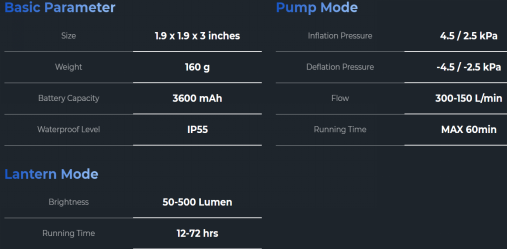 Basic Parameter
Size 1.9 x 1.9 x 3 inches
Weight 160 g
Battery Capacity 3600 mAh
Waterproof Level IP55
Pump Mode
Inflation Pressure 4.5 / 2.5 kPa
Deflation Pressure -4.5 / -2.5 kPa
Flow 300-150 L/min
Running Time MAX 60min
Lantern Mode
Brightness 50-500 Lumen
Running Time 12-72 hrs